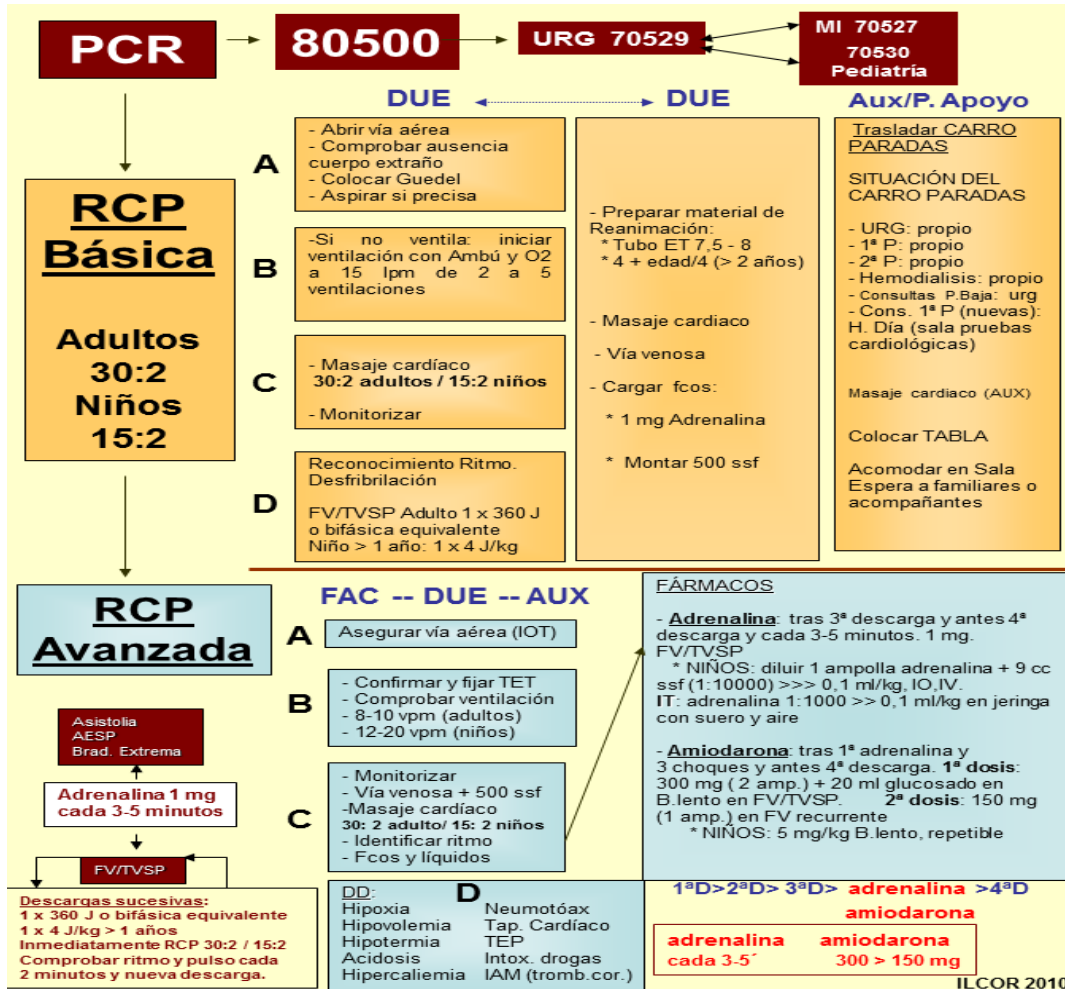 PCR
80500
URG 70529
MI 70527
70530
Pediatría
DUE
DUE
Aux/P. Apoyo
RCP
Básica
Adultos
30:2
Niños
15:2
A
- Abrir vía aérea
- Comprobar ausencia
cuerpo extraño
- Colocar Guedel
- Aspirar si precisa
B
-Si no ventila: iniciar
ventilación con Ambú y O2
a 15 lpm de 2 a 5
ventilaciones
C
- Masaje cardíaco
30:2 adultos / 15:2 niños
- Monitorizar
D
Reconocimiento Ritmo.
Desfribrilación
FV/TVSP Adulto 1 x 360 J
o bifásica equivalente
Niño > 1 año: 1 x 4 J/kg
- Preparar material de
Reanimación:
* Tubo ET 7,5 - 8
* 4 + edad/4 (> 2 años)
- Masaje cardiaco
- Vía venosa
- Cargar fcos:
* 1 mg Adrenalina
* Montar 500 ssf
Trasladar CARRO
PARADAS
SITUACIÓN DEL
CARRO PARADAS
- URG: propio
- 1ª P: propio
- 2ª P: propio
- Hemodialisis: propio
- Consultas P.Baja: urg
- Cons. 1ª P (nuevas):
H. Día (sala pruebas
cardiológicas)
Masaje cardiaco (AUX)
Colocar TABLA
Acomodar en Sala
Espera a familiares o
acompañantes
RCP
Avanzada
FAC -- DUE -- AUX
A
Asegurar vía aérea (IOT)
B
- Confirmar y fijar TET
- Comprobar ventilación
- 8-10 vpm (adultos)
- 12-20 vpm (niños)
C
- Monitorizar
- Vía venosa + 500 ssf
-Masaje cardíaco
30: 2 adulto/ 15: 2 niños
- Identificar ritmo
- Fcos y líquidos
D
DD:
Hipoxia Neumotóax
Hipovolemia Tap. Cardíaco
Hipotermia TEP
Acidosis Intox. drogas
Hipercaliemia IAM (tromb.cor.)
Asistolia
AESP
Brad. Extrema
Adrenalina 1 mg
cada 3-5 minutos
FV/TVSP
Descargas sucesivas:
1 x 360 J o bifásica equivalente
1 x 4 J/kg > 1 años
Inmediatamente RCP 30:2 / 15:2
Comprobar ritmo y pulso cada
2 minutos y nueva descarga.
FÁRMACOS
- Adrenalina: tras 3ª descarga y antes 4ª
descarga y cada 3-5 minutos. 1 mg.
FV/TVSP
* NIÑOS: diluir 1 ampolla adrenalina + 9 cc
ssf (1:10000) >>> 0,1 ml/kg, IO,IV.
IT: adrenalina 1:1000 >> 0,1 ml/kg en jeringa
con suero y aire
- Amiodarona: tras 1ª adrenalina y
3 choques y antes 4ª descarga. 1ª dosis:
300 mg ( 2 amp.) + 20 ml glucosado en
B.lento en FV/TVSP. 2ª dosis: 150 mg
(1 amp.) en FV recurrente
* NIÑOS: 5 mg/kg B.lento, repetible
1ªD>2ªD> 3ªD> adrenalina >4ªD
amiodarona
adrenalina amiodarona
cada 3-5´ 300 > 150 mg
ILCOR 2010